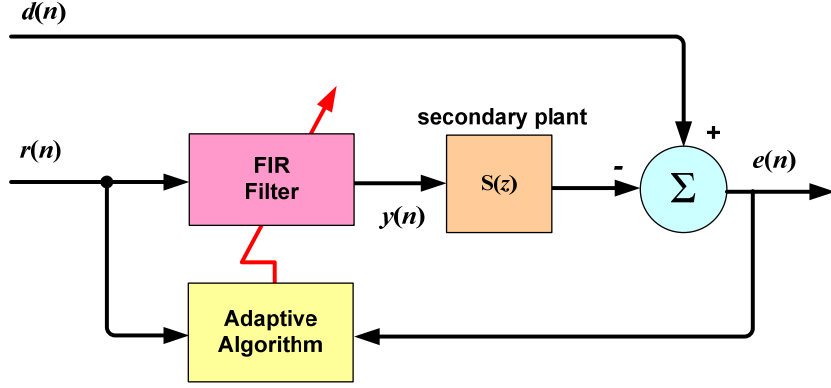 d(n)
secondary plant
r(n)
FIR
Filter
S(z)
+
-
Σ
e(n)
y(n)
Adaptive
Algorithm